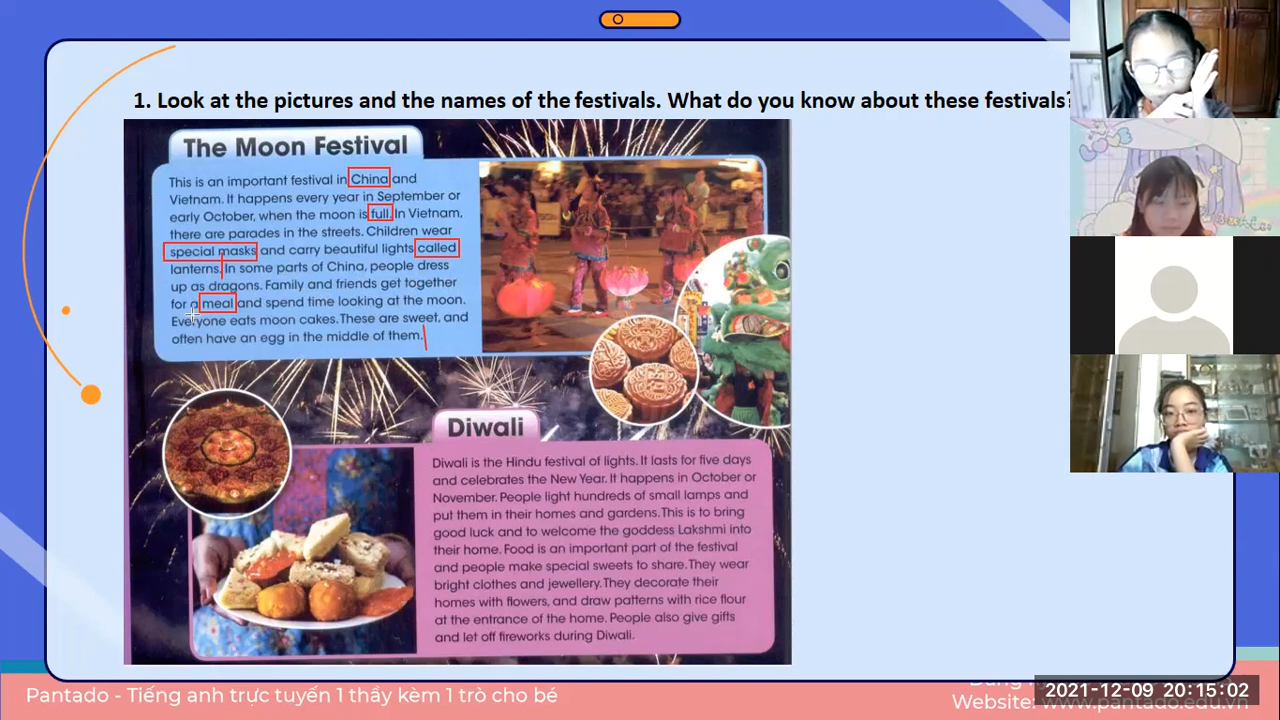 1. Look at the pictures and the names of the festivals. What do you know about these festivals?
The Moon Festival
This is an important festival in China and
Vietnam. It happens every year in September or
early October, when the moon is full. In Vietnam,
there are parades in the streets. Children wear
special masks and carry beautiful lights called
lanterns. In some parts of China, people dress
up as dragons. Family and friends get together
for a meal and spend time looking at the moon.
Everyone eats moon cakes. These are sweet, and
often have an egg in the middle of them.
Diwali
Diwali is the Hindu festival of lights. It lasts for five days
and celebrates the New Year. It happens in October or
November. People light hundreds of small lamps and
put them in their homes and gardens. This is to bring
good luck and to welcome the goddess Lakshmi into
their home. Food is an important part of the festival
and people make special sweets to share. They wear
bright clothes and jewellery. They decorate their
homes with flowers, and draw patterns with rice flour
at the entrance of the home. People also give gifts
and let off fireworks during Diwali.
Pantado - Tiếng anh trực tuyến 1 thầy kèm 1 trò cho bé
2021-12-09 20:15:02
Website: www.pantado.edu.vn